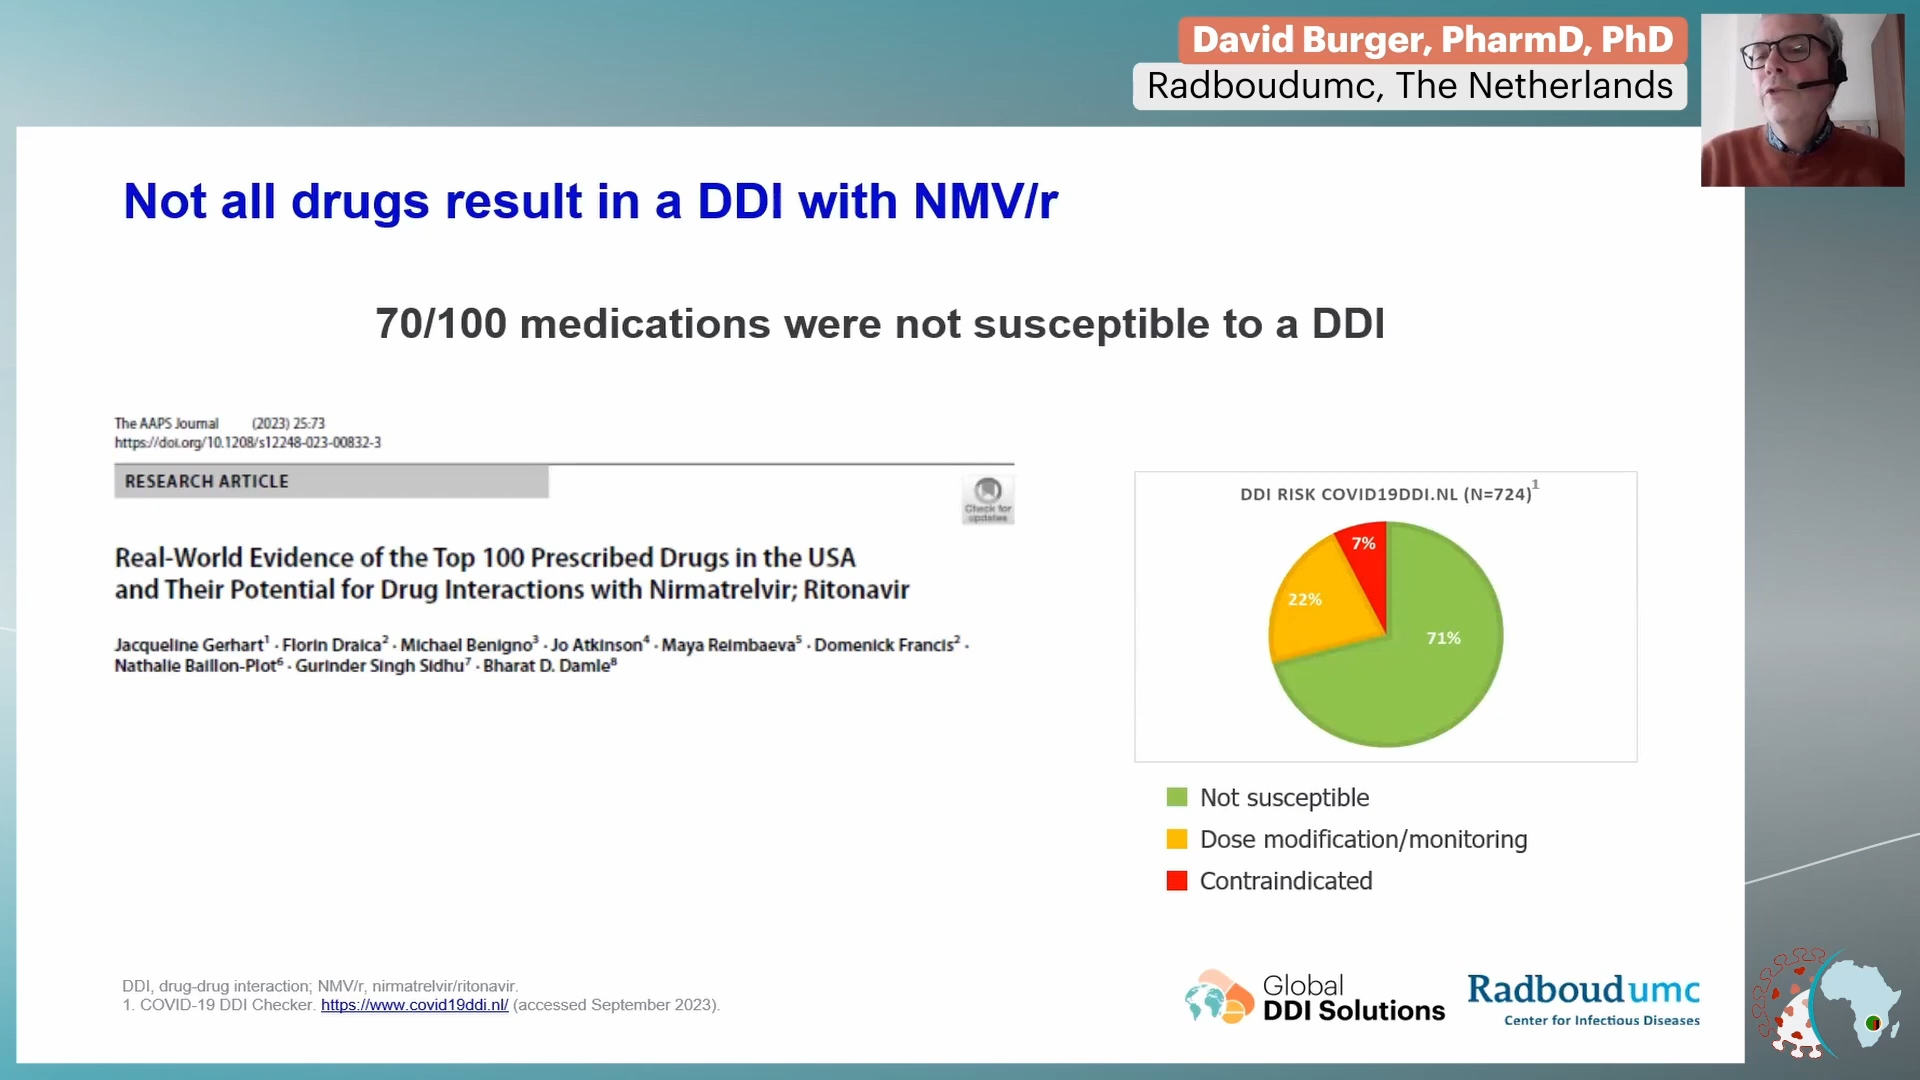 David Burger, PharmD, PhD
Radboudumc, The Netherlands
Not all drugs result in a DDI with NMV/r
70/100 medications were not susceptible to a DDI
The AAPS Journal (2023) 25:73
https://doi.org/10.1208/s12248-023-00832-3
RESEARCH ARTICLE
Check for
updates
Real-World Evidence of the Top 100 Prescribed Drugs in the USA
and Their Potential for Drug Interactions with Nirmatrelvir; Ritonavir
Jacqueline Gerhart1 · Florin Draica2 · Michael Benigno3 · Jo Atkinson4 · Maya Reimbaeva5 · Domenick Francis2 ·
Nathalie Baillon-Plot6 · Gurinder Singh Sidhu7 · Bharat D. Damle8
DDI RISK COVID19DDI.NL (N=724)1
7%
22%
71%
Not susceptible
Dose modification/monitoring
Contraindicated
DDI, drug-drug interaction; NMV/r, nirmatrelvir/ritonavir.
1. COVID-19 DDI Checker. https://www.covid19ddi.nl/ (accessed September 2023).
Global
DDI Solutions
Radboudumc
Center for Infectious Diseases